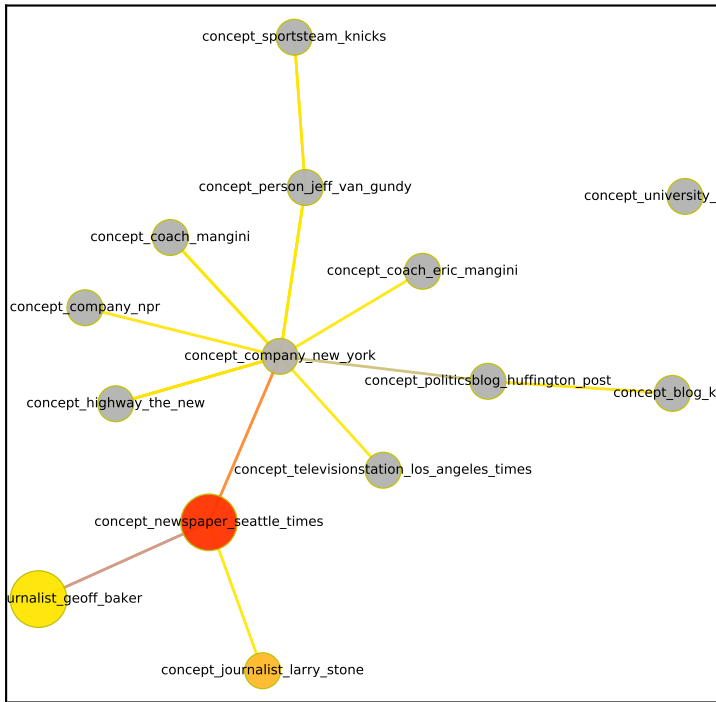 concept_sportsteam_knicks
concept_person_jeff_van_gundy
concept_university_
concept_coach_mangini
concept_coach_eric_mangini
concept_company_npr
concept_company_new_york
concept_politicsblog_huffington_post
concept_blog_k
concept_highway_the_new
concept_televisionstation_los_angeles_times
concept_newspaper_seattle_times
urnalist_geoff_baker
concept_journalist_larry_stone